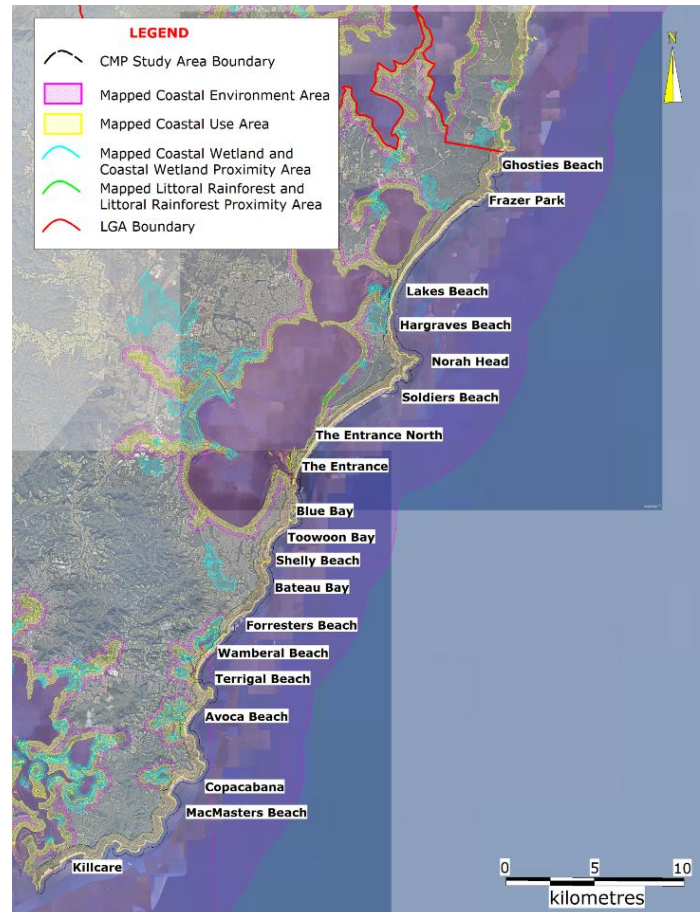 LEGEND
CMP Study Area Boundary
Mapped Coastal Environment Area
Mapped Coastal Use Area
Mapped Coastal Wetland and
Coastal Wetland Proximity Area
Mapped Littoral Rainforest and
Littoral Rainforest Proximity Area
LGA Boundary
N
Ghosties Beach
Frazer Park
Lakes Beach
Hargraves Beach
Norah Head
Soldiers Beach
The Entrance North
The Entrance
Blue Bay
Toowoon Bay
Shelly Beach
Bateau Bay
Forresters Beach
Wamberal Beach
Terrigal Beach
Avoca Beach
Copacabana
MacMasters Beach
Killcare
0 5 10
kilometres